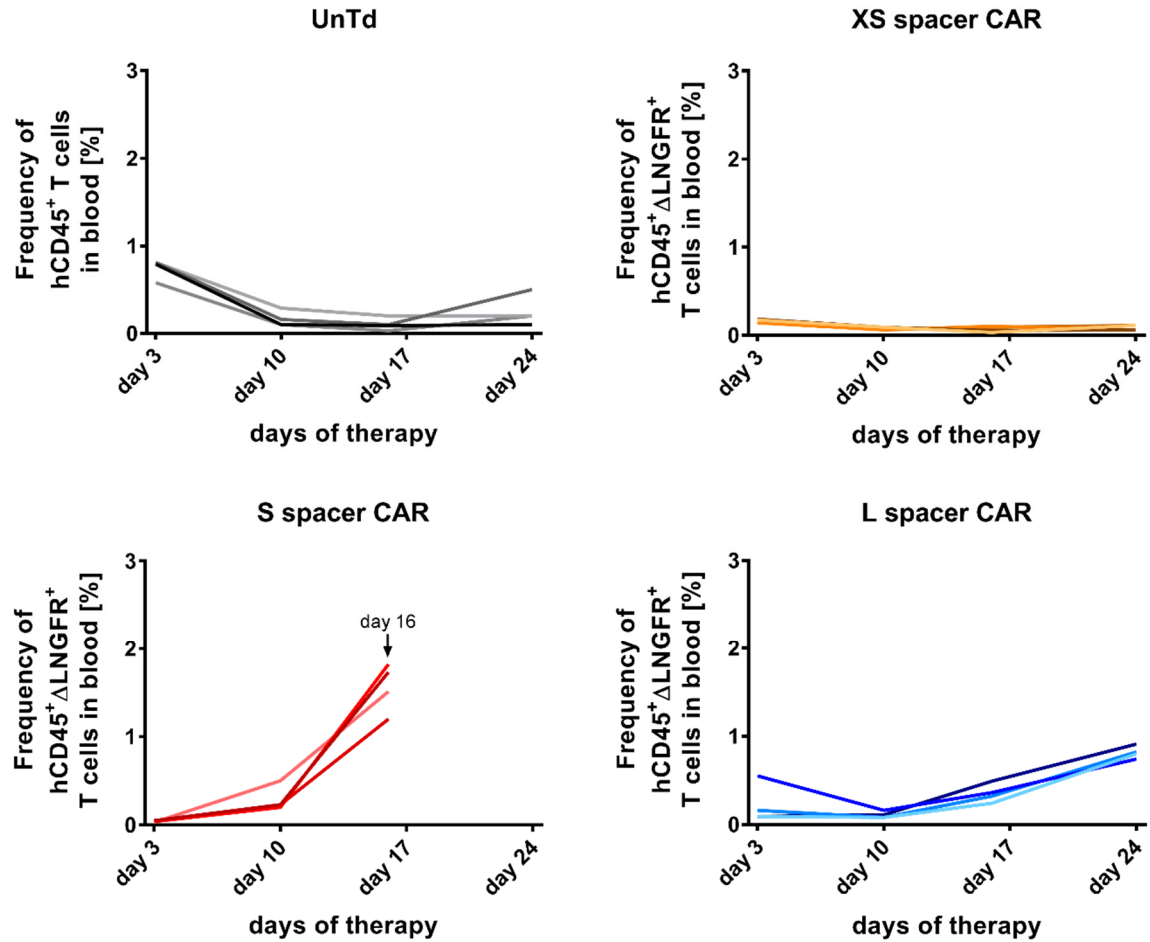 UnTd
Frequency of
hCD45⁺ T cells
in blood [%]
3
2
1
0
day 3
day 10
day 17
day 24
days of therapy
XS spacer CAR
Frequency of
hCD45⁺ΔLNGFR⁺
T cells in blood [%]
3
2
1
0
day 3
day 10
day 17
day 24
days of therapy
S spacer CAR
Frequency of
hCD45⁺ΔLNGFR⁺
T cells in blood [%]
3
2
1
0
day 16
day 3
day 10
day 17
day 24
days of therapy
L spacer CAR
Frequency of
hCD45⁺ΔLNGFR⁺
T cells in blood [%]
3
2
1
0
day 3
day 10
day 17
day 24
days of therapy